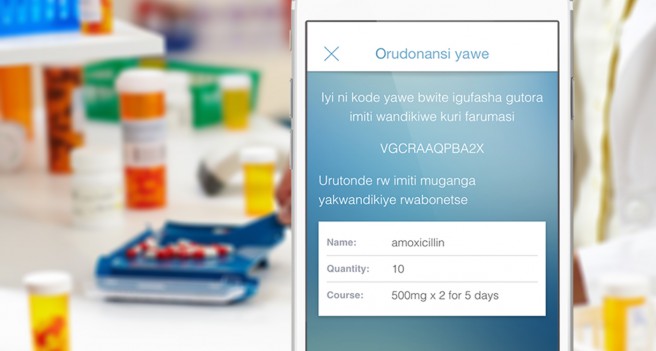 Orudonansi yawe
Iyi ni kode yawe bwite igufasha gutora
imiti wandikiwe kuri farumasi
VGCRAAQPBA2X
Urutonde rw imiti muganga
yakwandikiye rwabonetse
Name: amoxicillin
Quantity: 10
Course: 500mg x 2 for 5 days